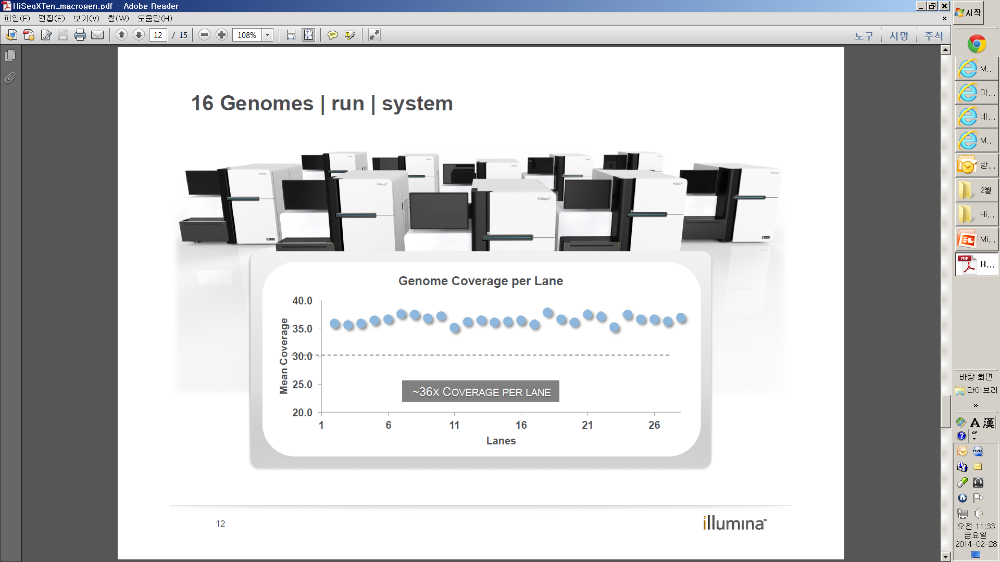 HiSeqXTen_macrogen.pdf - Adobe Reader
파일(F) 편집(E) 보기(V) 창(W) 도움말(H)
12 / 15 108%
도구 서명 주석
16 Genomes | run | system
HiSeqX
HiSeqX
HiSeqX
HiSeqX
Genome Coverage per Lane
Mean Coverage
40.0
35.0
30.0
25.0
20.0
~36X COVERAGE PER LANE
1 6 11 16 21 26
Lanes
12
illumina
시작
M...
마...
네...
M...
받...
2월
Hi...
Mi...
H...
바탕 화면
라이브러
»
A 漢
오전 11:33
금요일
2014-02-28